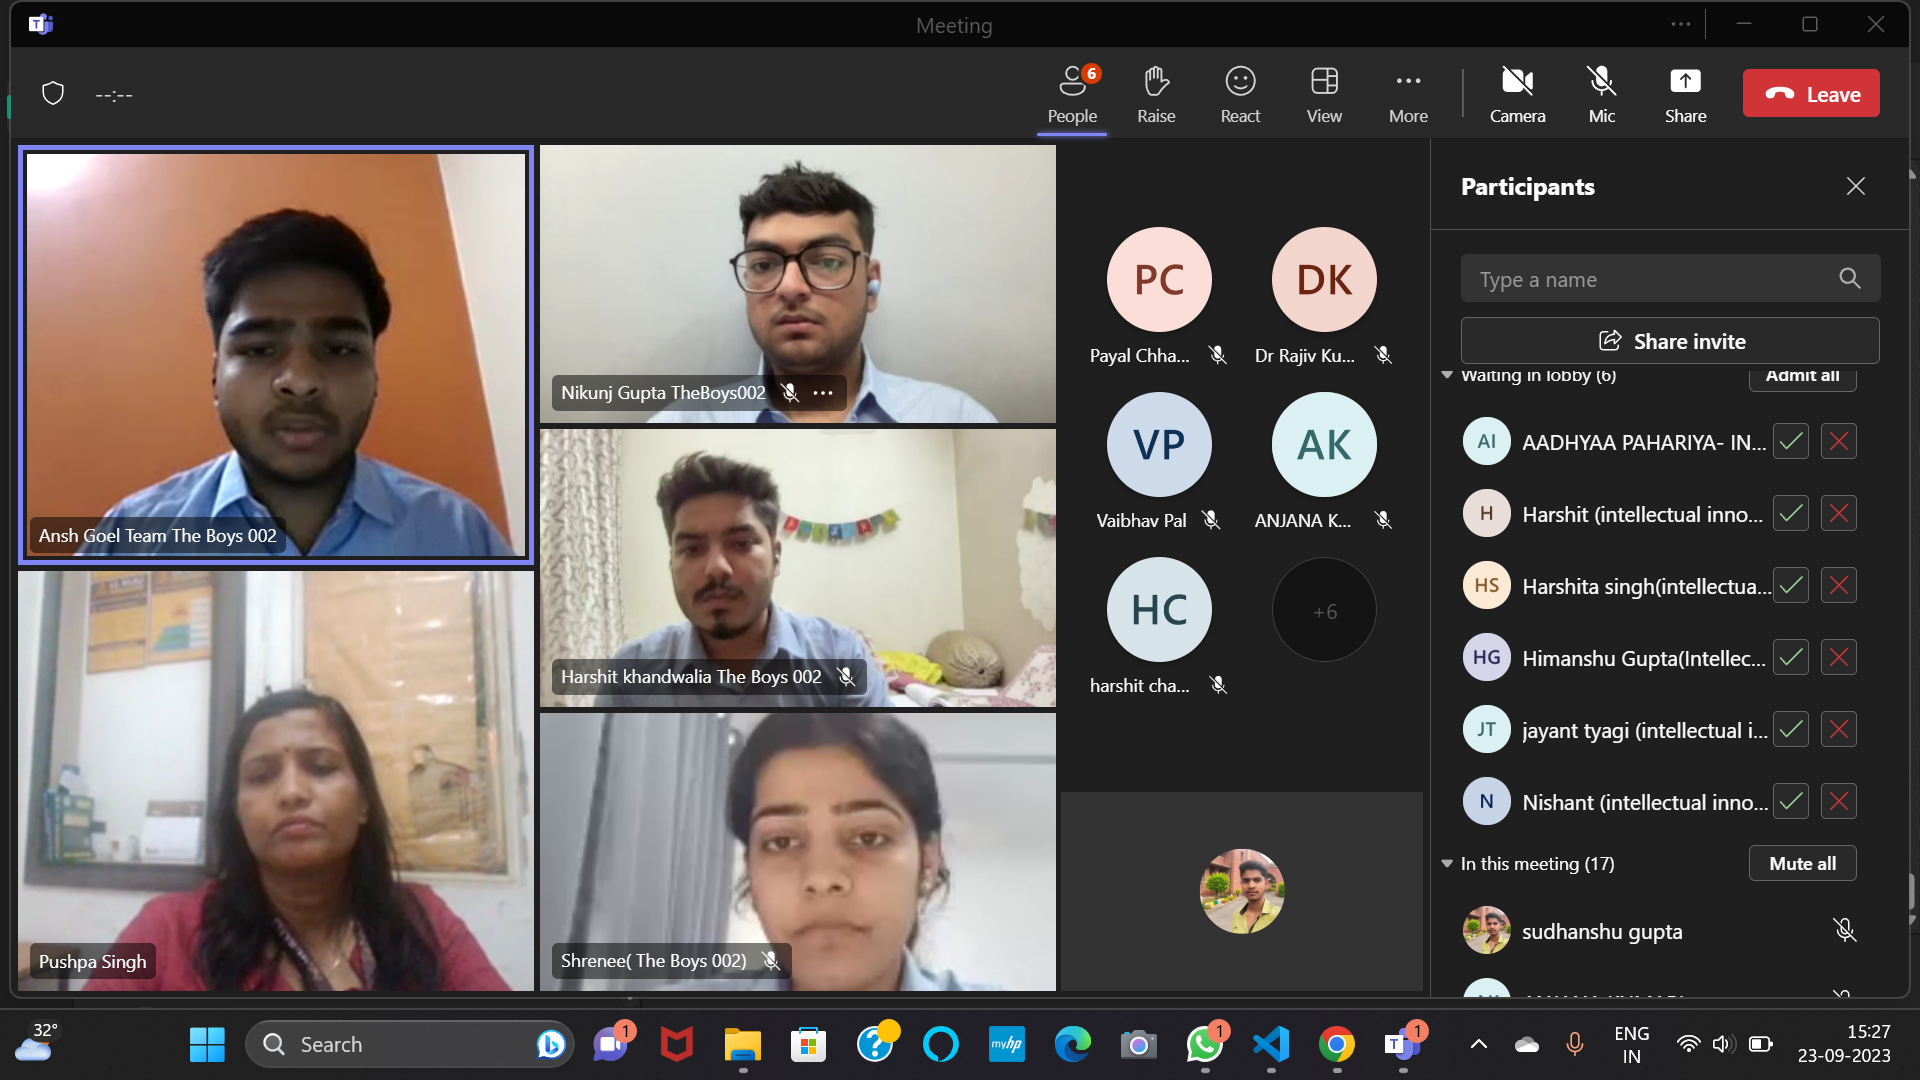 Meeting
--:--
6
People
Raise
React
View
More
Camera
Mic
Share
Leave
Ansh Goel Team The Boys 002
Nikunj Gupta TheBoys002
Harshit khandwalia The Boys 002
Pushpa Singh
Shrenee( The Boys 002)
PC
DK
Payal Chha...
Dr Rajiv Ku...
VP
AK
Vaibhav Pal
ANJANA K...
HC
+6
harshit cha...
Participants
Type a name
Share invite
Waiting in lobby (6)
Admit all
AI
AADHYAA PAHARIYA- IN...
H
Harshit (intellectual inno...
HS
Harshita singh(intellectua...
HG
Himanshu Gupta(Intellec...
JT
jayant tyagi (intellectual i...
N
Nishant (intellectual inno...
In this meeting (17)
Mute all
sudhanshu gupta
32°
Search
1
myhp
1
1
ENG
IN
15:27
23-09-2023